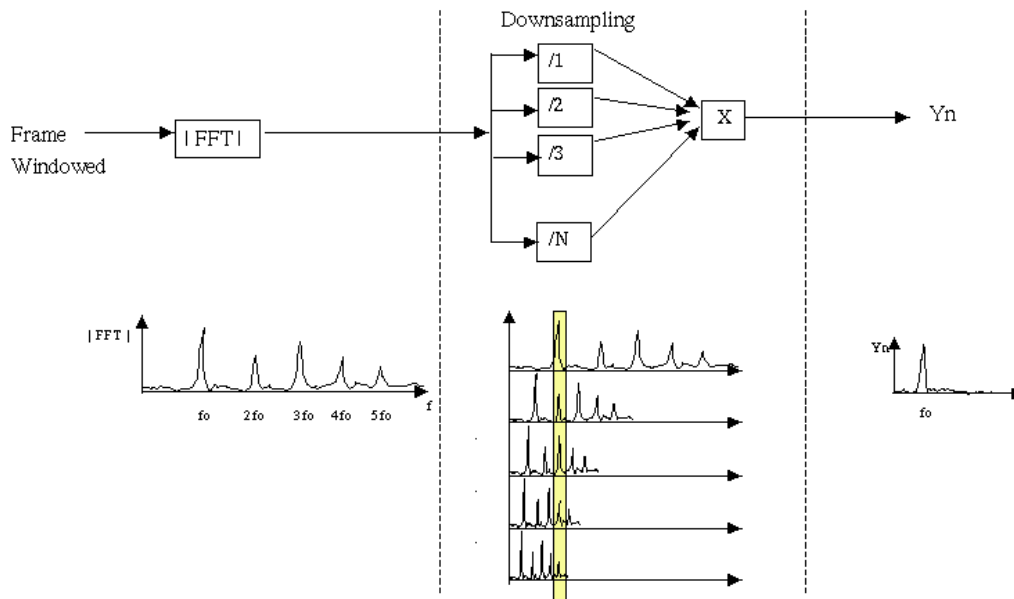 Downsampling
/1
/2
/3
/N
Frame
Windowed
| FFT |
X
Yn
| FFT |
fo 2fo 3fo 4fo 5fo
f
Yn
fo